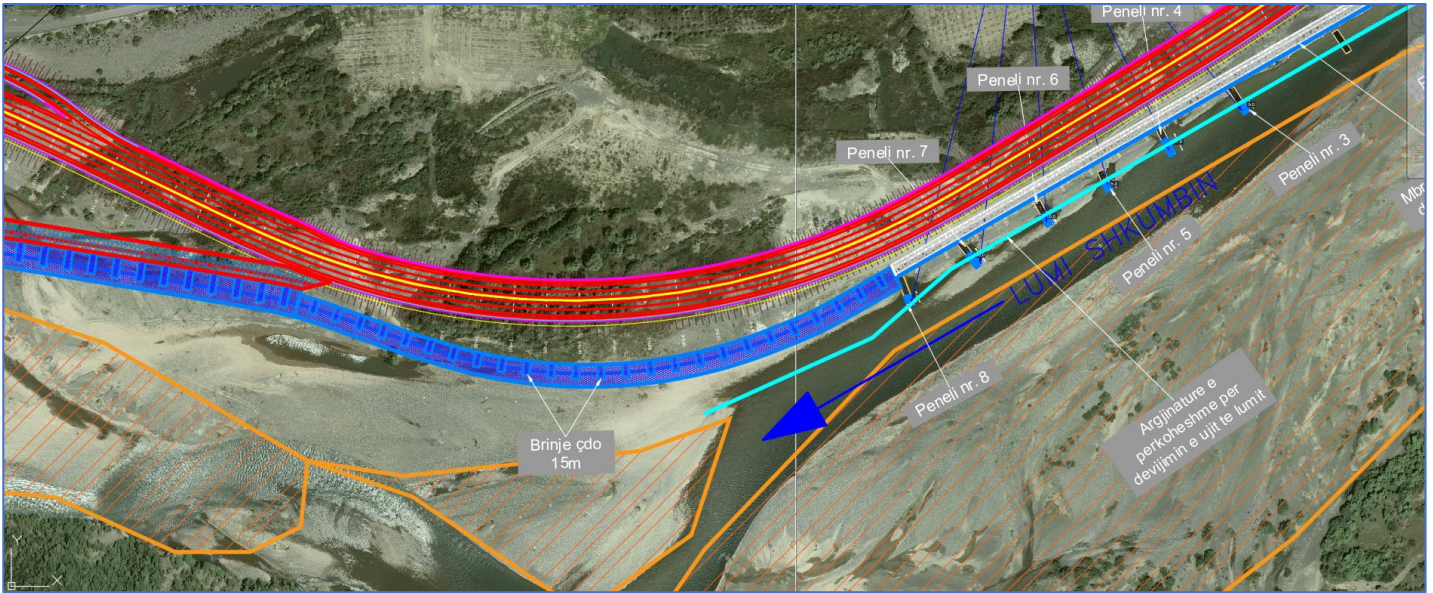 Peneli nr. 4
Peneli nr. 6
Peneli nr. 7
Peneli nr. 3
LUMI SHKUMBIN
Peneli nr. 5
Peneli nr. 8
Argjinature e
perkoheshme per
devijimin e ujit te lumit
Brinje çdo
15m
Y
X